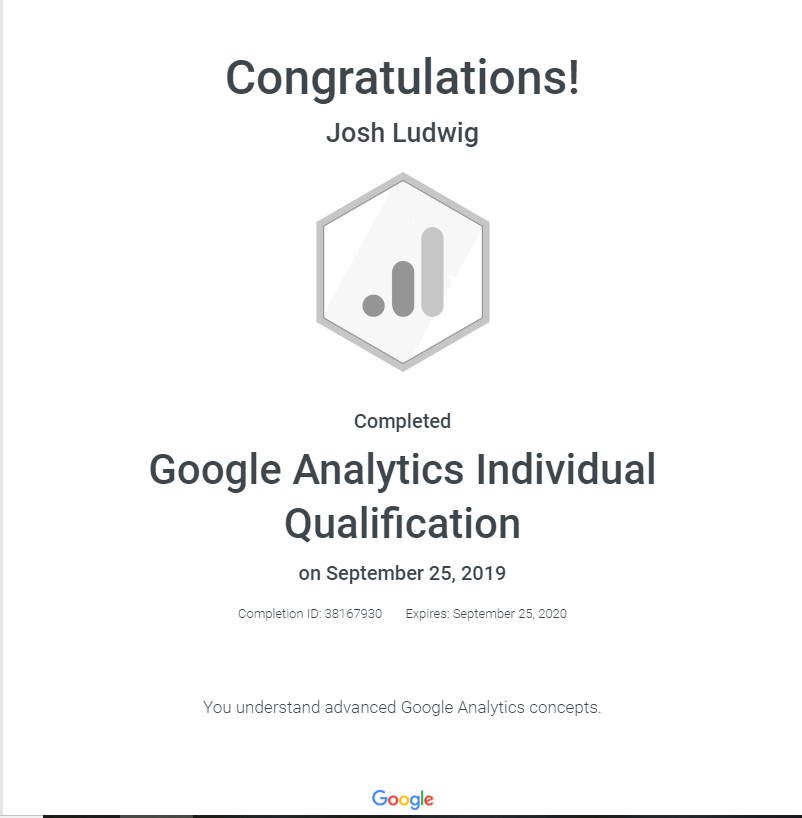 Congratulations!
Josh Ludwig
Completed
Google Analytics Individual
Qualification
on September 25, 2019
Completion ID: 38167930 Expires: September 25, 2020
You understand advanced Google Analytics concepts.
Google